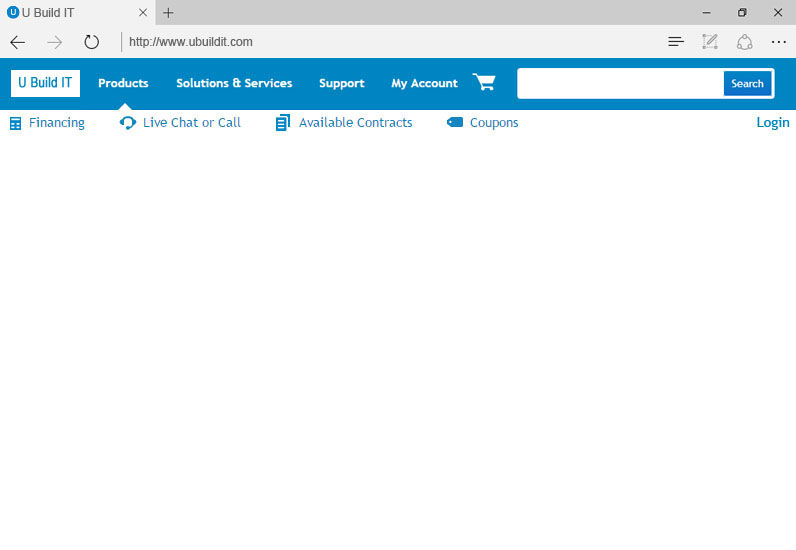 U Build IT
http://www.ubuildit.com
U Build IT Products Solutions & Services Support My Account Search
Financing Live Chat or Call Available Contracts Coupons Login